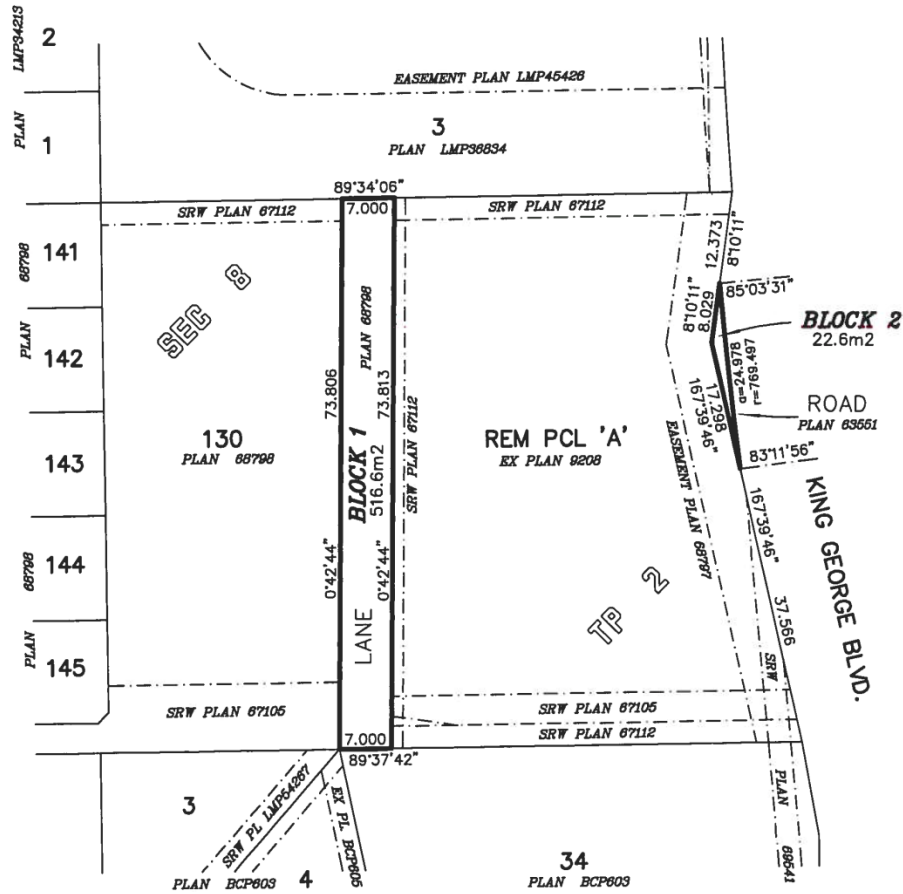 LMP34213
2
PLAN
1
EASEMENT PLAN LMP45426
3
PLAN LMP36834
89°34'06"
7.000
SRW PLAN 67112
SRW PLAN 67112
68798
141
SEC 8
PLAN 68798
12.373
8°10'11"
85°03'31"
8°10'11"
8.029
BLOCK 2
22.6m2
PLAN
142
73.806
73.813
SRW PLAN 67112
a=24.978
r=769.497
17.298
167°39'46"
ROAD
PLAN 63551
130
PLAN 68798
REM PCL 'A'
EX PLAN 9208
143
BLOCK 1
516.6m2
83°11'56"
EASEMENT PLAN 68797
KING GEORGE BLVD.
167°39'46"
37.566
68798
144
0°42'44"
0°42'44"
TP 2
LANE
PLAN
145
SRW
SRW PLAN 67105
SRW PLAN 67105
SRW PLAN 67112
7.000
89°37'42"
PLAN
69541
3
SRW PL LMP54267
EX PL BCP605
PLAN BCP603
4
34
PLAN BCP603